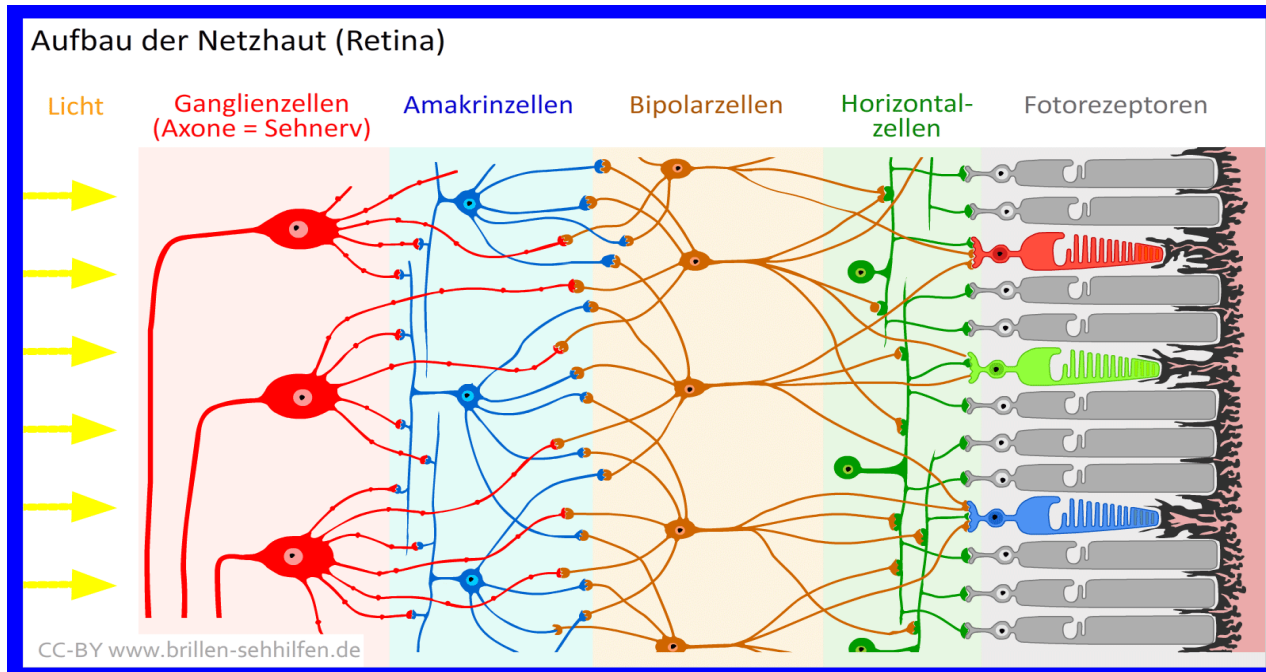 Aufbau der Netzhaut (Retina)
Licht
Ganglienzellen
(Axone = Sehnerv)
Amakrinzellen
Bipolarzellen
Horizontal-
zellen
Fotorezeptoren
CC-BY www.brillen-sehhilfen.de